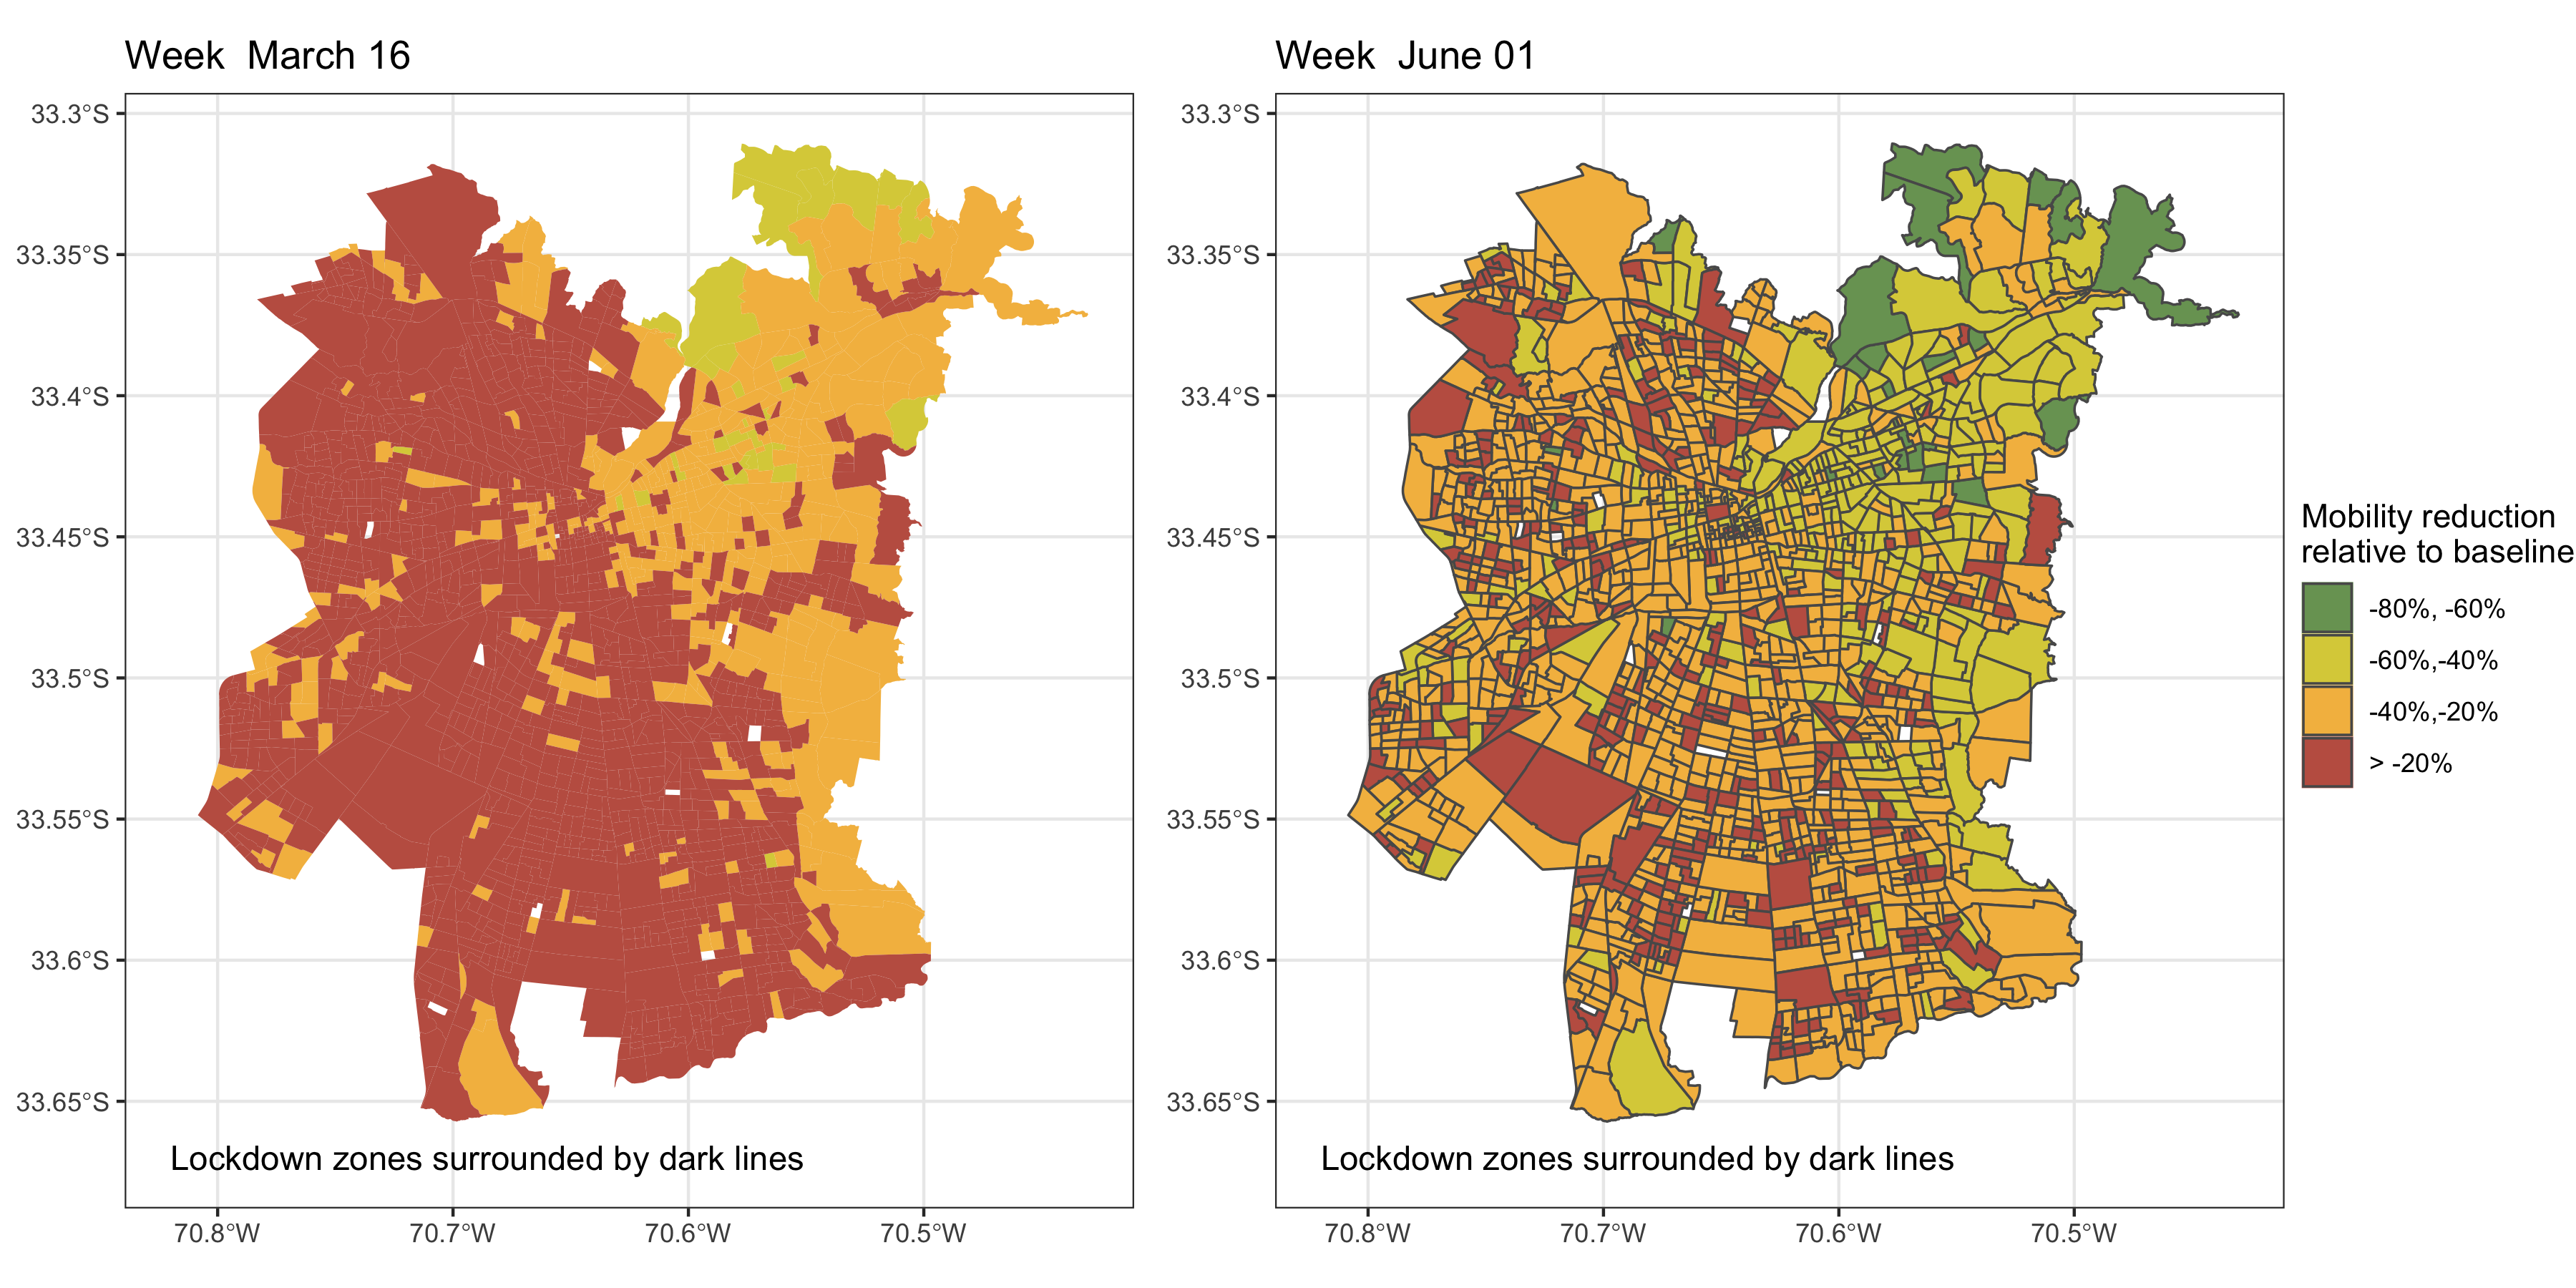 Week  March 16
33.3°S
33.35°S
33.4°S
33.45°S
33.5°S
33.55°S
33.6°S
33.65°S
Lockdown zones surrounded by dark lines
70.8°W
70.7°W
70.6°W
70.5°W
Week  June 01
33.3°S
33.35°S
33.4°S
33.45°S
33.5°S
33.55°S
33.6°S
33.65°S
Lockdown zones surrounded by dark lines
70.8°W
70.7°W
70.6°W
70.5°W
Mobility reduction
relative to baseline
-80%, -60%
-60%,-40%
-40%,-20%
> -20%